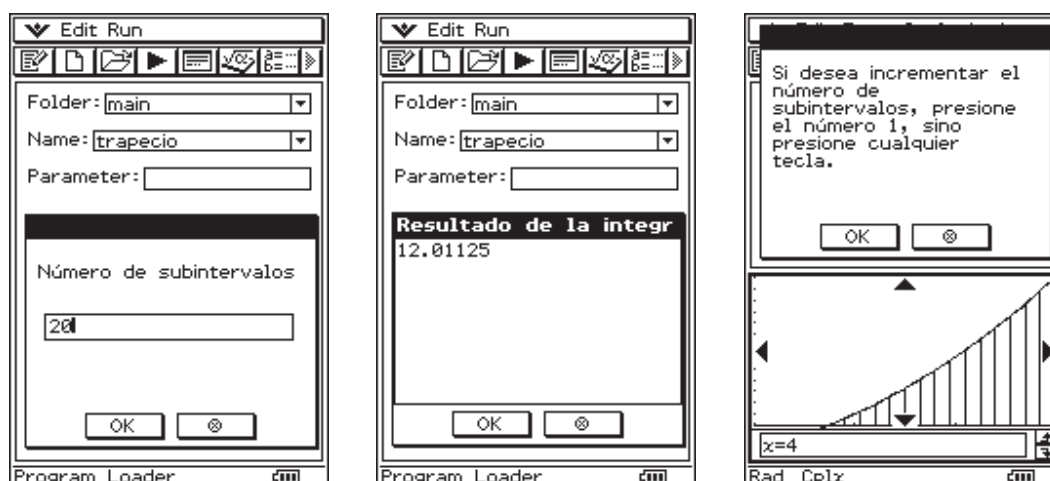 Edit Run
Folder: main
Name: trapecio
Parameter:
Número de subintervalos
20
OK
Program Loader
Edit Run
Folder: main
Name: trapecio
Parameter:
Resultado de la integr
12.01125
OK
Program Loader
Si desea incrementar el
número de
subintervalos, presione
el número 1, sino
presione cualquier
tecla.
OK
x=4
Rad Cplx